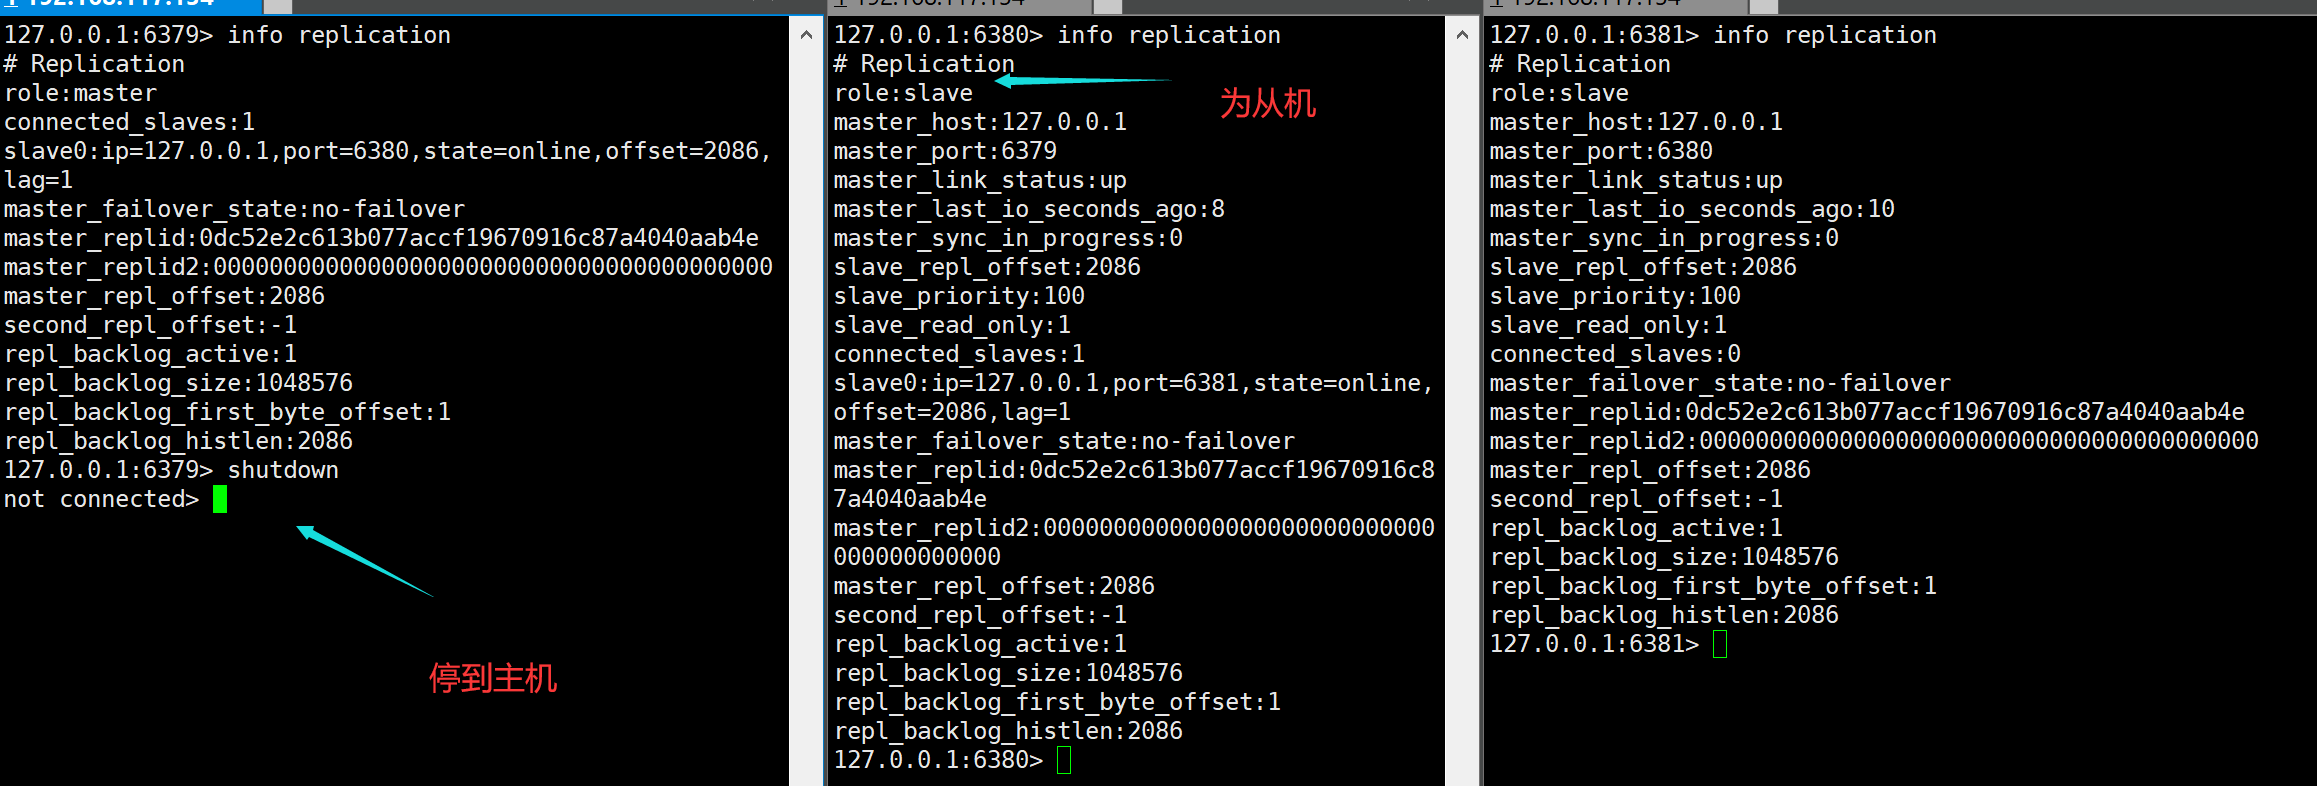 127.0.0.1:6379> info replication
# Replication
role:master
connected_slaves:1
slave0:ip=127.0.0.1,port=6380,state=online,offset=2086,
lag=1
master_failover_state:no-failover
master_replid:0dc52e2c613b077accf19670916c87a4040aab4e
master_replid2:0000000000000000000000000000000000000000
master_repl_offset:2086
second_repl_offset:-1
repl_backlog_active:1
repl_backlog_size:1048576
repl_backlog_first_byte_offset:1
repl_backlog_histlen:2086
127.0.0.1:6379> shutdown
not connected>
停到主机
127.0.0.1:6380> info replication
# Replication
role:slave
为从机
master_host:127.0.0.1
master_port:6379
master_link_status:up
master_last_io_seconds_ago:8
master_sync_in_progress:0
slave_repl_offset:2086
slave_priority:100
slave_read_only:1
connected_slaves:1
slave0:ip=127.0.0.1,port=6381,state=online,
offset=2086,lag=1
master_failover_state:no-failover
master_replid:0dc52e2c613b077accf19670916c8
7a4040aab4e
master_replid2:0000000000000000000000000000
000000000000
master_repl_offset:2086
second_repl_offset:-1
repl_backlog_active:1
repl_backlog_size:1048576
repl_backlog_first_byte_offset:1
repl_backlog_histlen:2086
127.0.0.1:6380>
127.0.0.1:6381> info replication
# Replication
role:slave
master_host:127.0.0.1
master_port:6380
master_link_status:up
master_last_io_seconds_ago:10
master_sync_in_progress:0
slave_repl_offset:2086
slave_priority:100
slave_read_only:1
connected_slaves:0
master_failover_state:no-failover
master_replid:0dc52e2c613b077accf19670916c87a4040aab4e
master_replid2:0000000000000000000000000000000000000000
master_repl_offset:2086
second_repl_offset:-1
repl_backlog_active:1
repl_backlog_size:1048576
repl_backlog_first_byte_offset:1
repl_backlog_histlen:2086
127.0.0.1:6381>